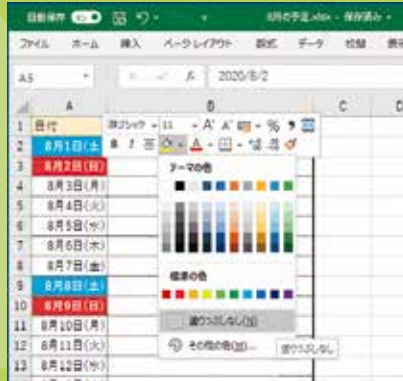 自動保存
8月の予定.xlsx - 保存済み
ファイル ホーム 挿入 ページレイアウト 数式 データ 校閲
A3 fx 2020/8/2
A B C
1 日付
游ゴシック 11 A A %
2 8月1日(土) B I
3 8月2日(日) テーマの色
4 8月3日(月)
5 8月4日(火)
6 8月5日(水)
7 8月6日(木)
8 8月7日(金)
9 8月8日(土) 標準の色
10 8月9日(日)
11 8月10日(月) 塗りつぶしなし(N)
12 8月11日(火) その他の色(M)... 塗りつぶしなし
13 8月12日(水)